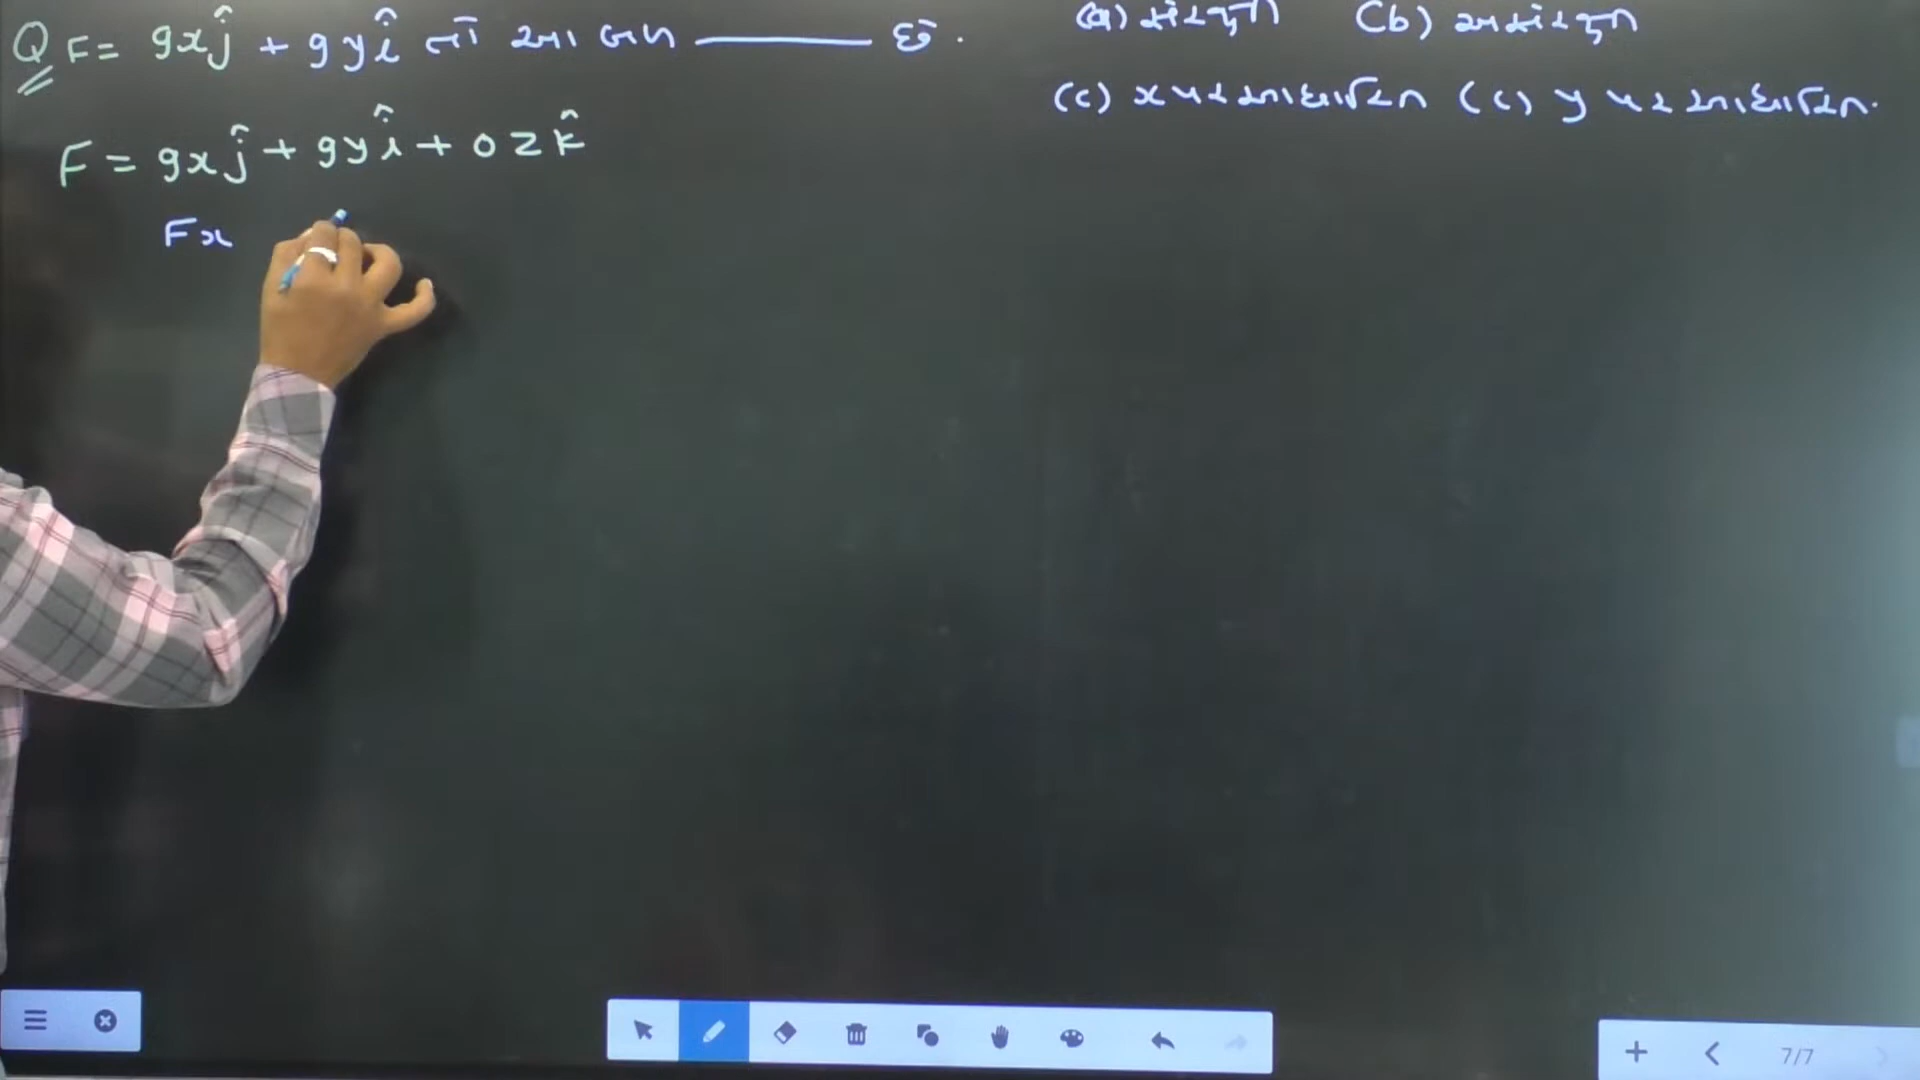 Q F = 9xĵ + 9yî તો આ બળ ______ છે.
(a) સંરક્ષી (b) અસંરક્ષી
(c) x પર આધારિત (c) y પર આધારિત.
F = 9xĵ + 9yî + 0zk̂
Fx
7/7